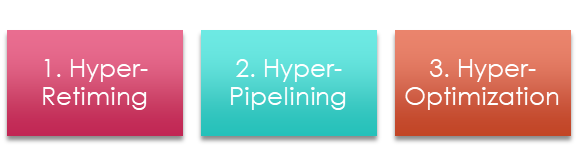 1. Hyper-
Retiming
2. Hyper-
Pipelining
3. Hyper-
Optimization